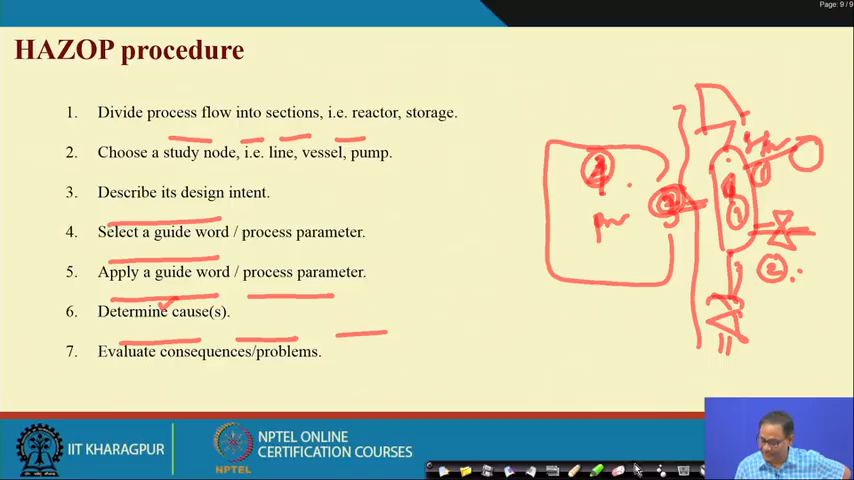 Page: 9 / 9
HAZOP procedure
1. Divide process flow into sections, i.e. reactor, storage.
2. Choose a study node, i.e. line, vessel, pump.
3. Describe its design intent.
4. Select a guide word / process parameter.
5. Apply a guide word / process parameter.
6. Determine cause(s).
7. Evaluate consequences/problems.
IIT KHARAGPUR
NPTEL
NPTEL ONLINE
CERTIFICATION COURSES